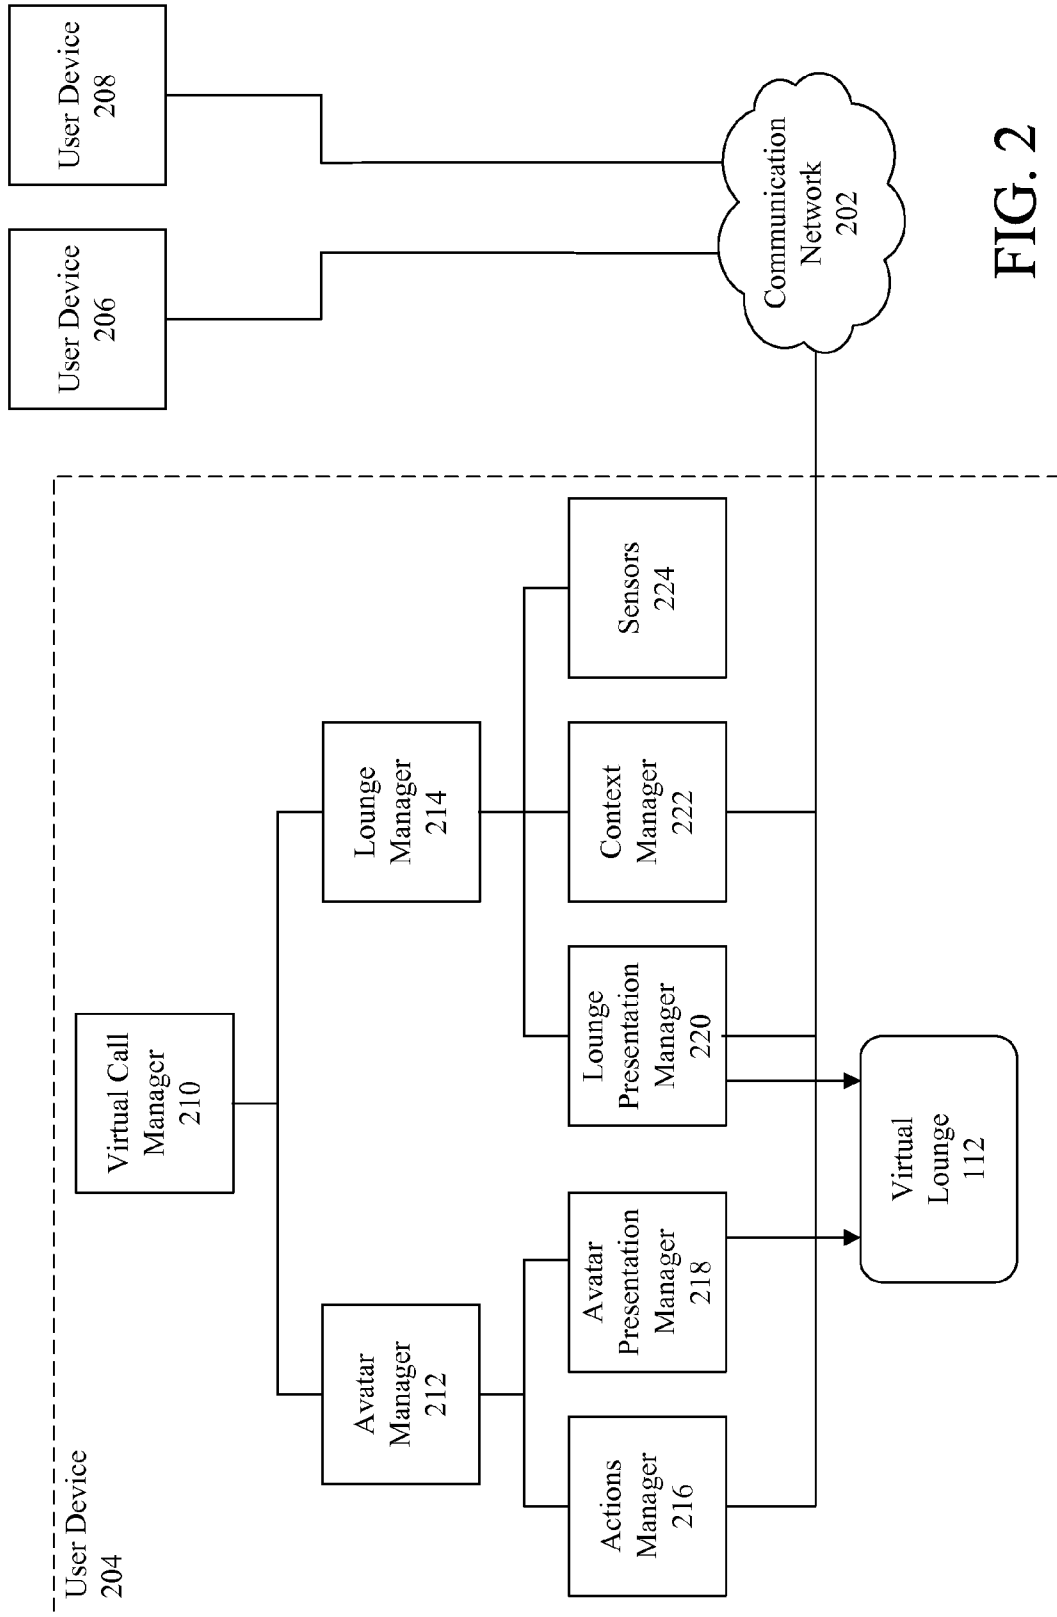 User Device
204
Virtual Call
Manager
210
Avatar
Manager
212
Lounge
Manager
214
Actions
Manager
216
Avatar
Presentation
Manager
218
Lounge
Presentation
Manager
220
Context
Manager
222
Sensors
224
Virtual
Lounge
112
User Device
206
User Device
208
Communication
Network
202
FIG. 2